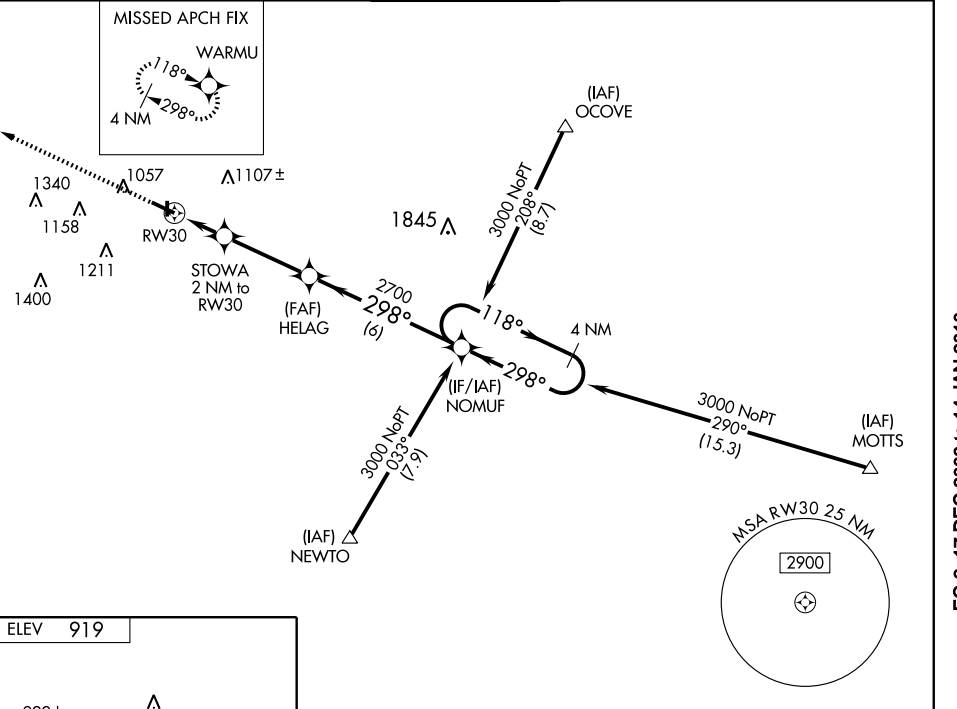 MISSED APCH FIX
WARMU
118°
298°
4 NM
(IAF)
OCOVE
3000 NoPT
208°
(8.7)
1340
1057
1107 ±
1158
RW30
1845
1211
1400
STOWA
2 NM to
RW30
(FAF)
HELAG
2700
298°
(6)
118°
4 NM
298°
(IF/IAF)
NOMUF
3000 NoPT
290°
(15.3)
(IAF)
MOTTS
3000 NoPT
033°
(7.9)
(IAF)
NEWTO
MSA RW30 25 NM
2900
ELEV 919